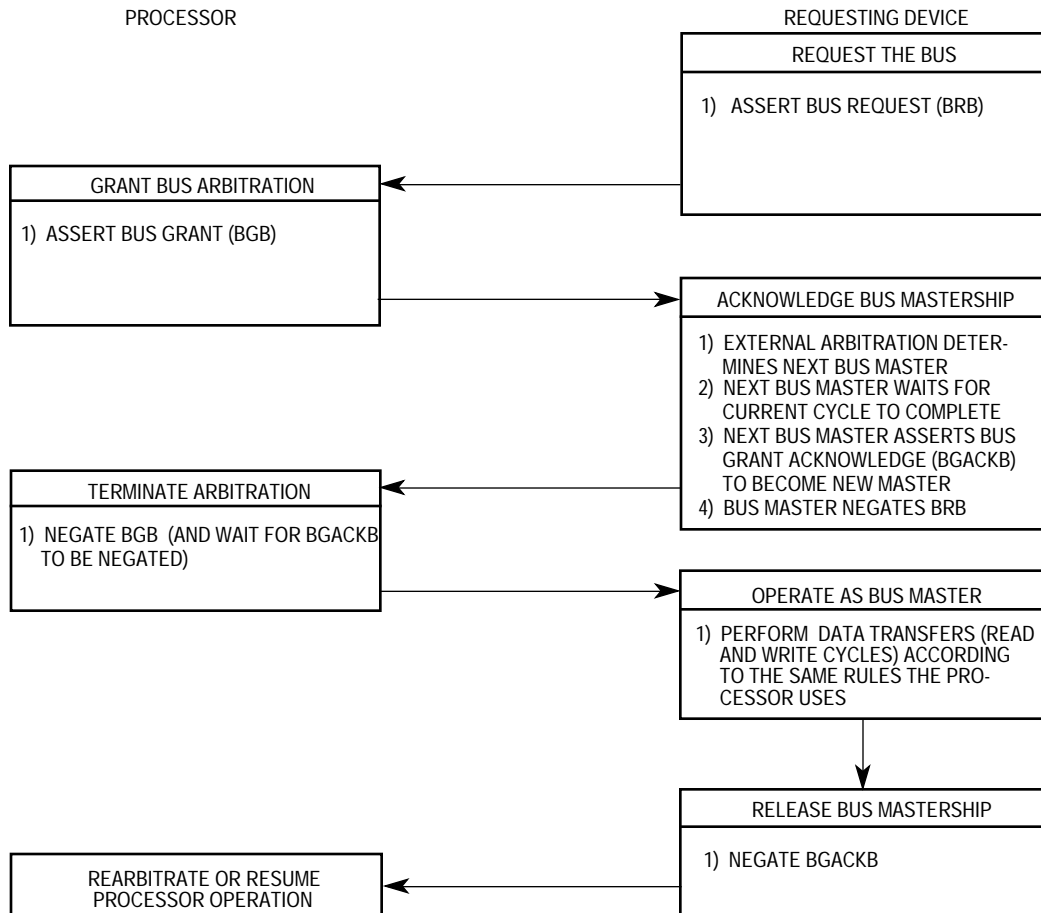 PROCESSOR
REQUESTING DEVICE
REQUEST THE BUS
1) ASSERT BUS REQUEST (BRB)
GRANT BUS ARBITRATION
1) ASSERT BUS GRANT (BGB)
ACKNOWLEDGE BUS MASTERSHIP
1) EXTERNAL ARBITRATION DETER-
MINES NEXT BUS MASTER
2) NEXT BUS MASTER WAITS FOR
CURRENT CYCLE TO COMPLETE
3) NEXT BUS MASTER ASSERTS BUS
GRANT ACKNOWLEDGE (BGACKB)
TO BECOME NEW MASTER
4) BUS MASTER NEGATES BRB
TERMINATE ARBITRATION
1) NEGATE BGB (AND WAIT FOR BGACKB
TO BE NEGATED)
OPERATE AS BUS MASTER
1) PERFORM DATA TRANSFERS (READ
AND WRITE CYCLES) ACCORDING
TO THE SAME RULES THE PRO-
CESSOR USES
RELEASE BUS MASTERSHIP
1) NEGATE BGACKB
REARBITRATE OR RESUME
PROCESSOR OPERATION